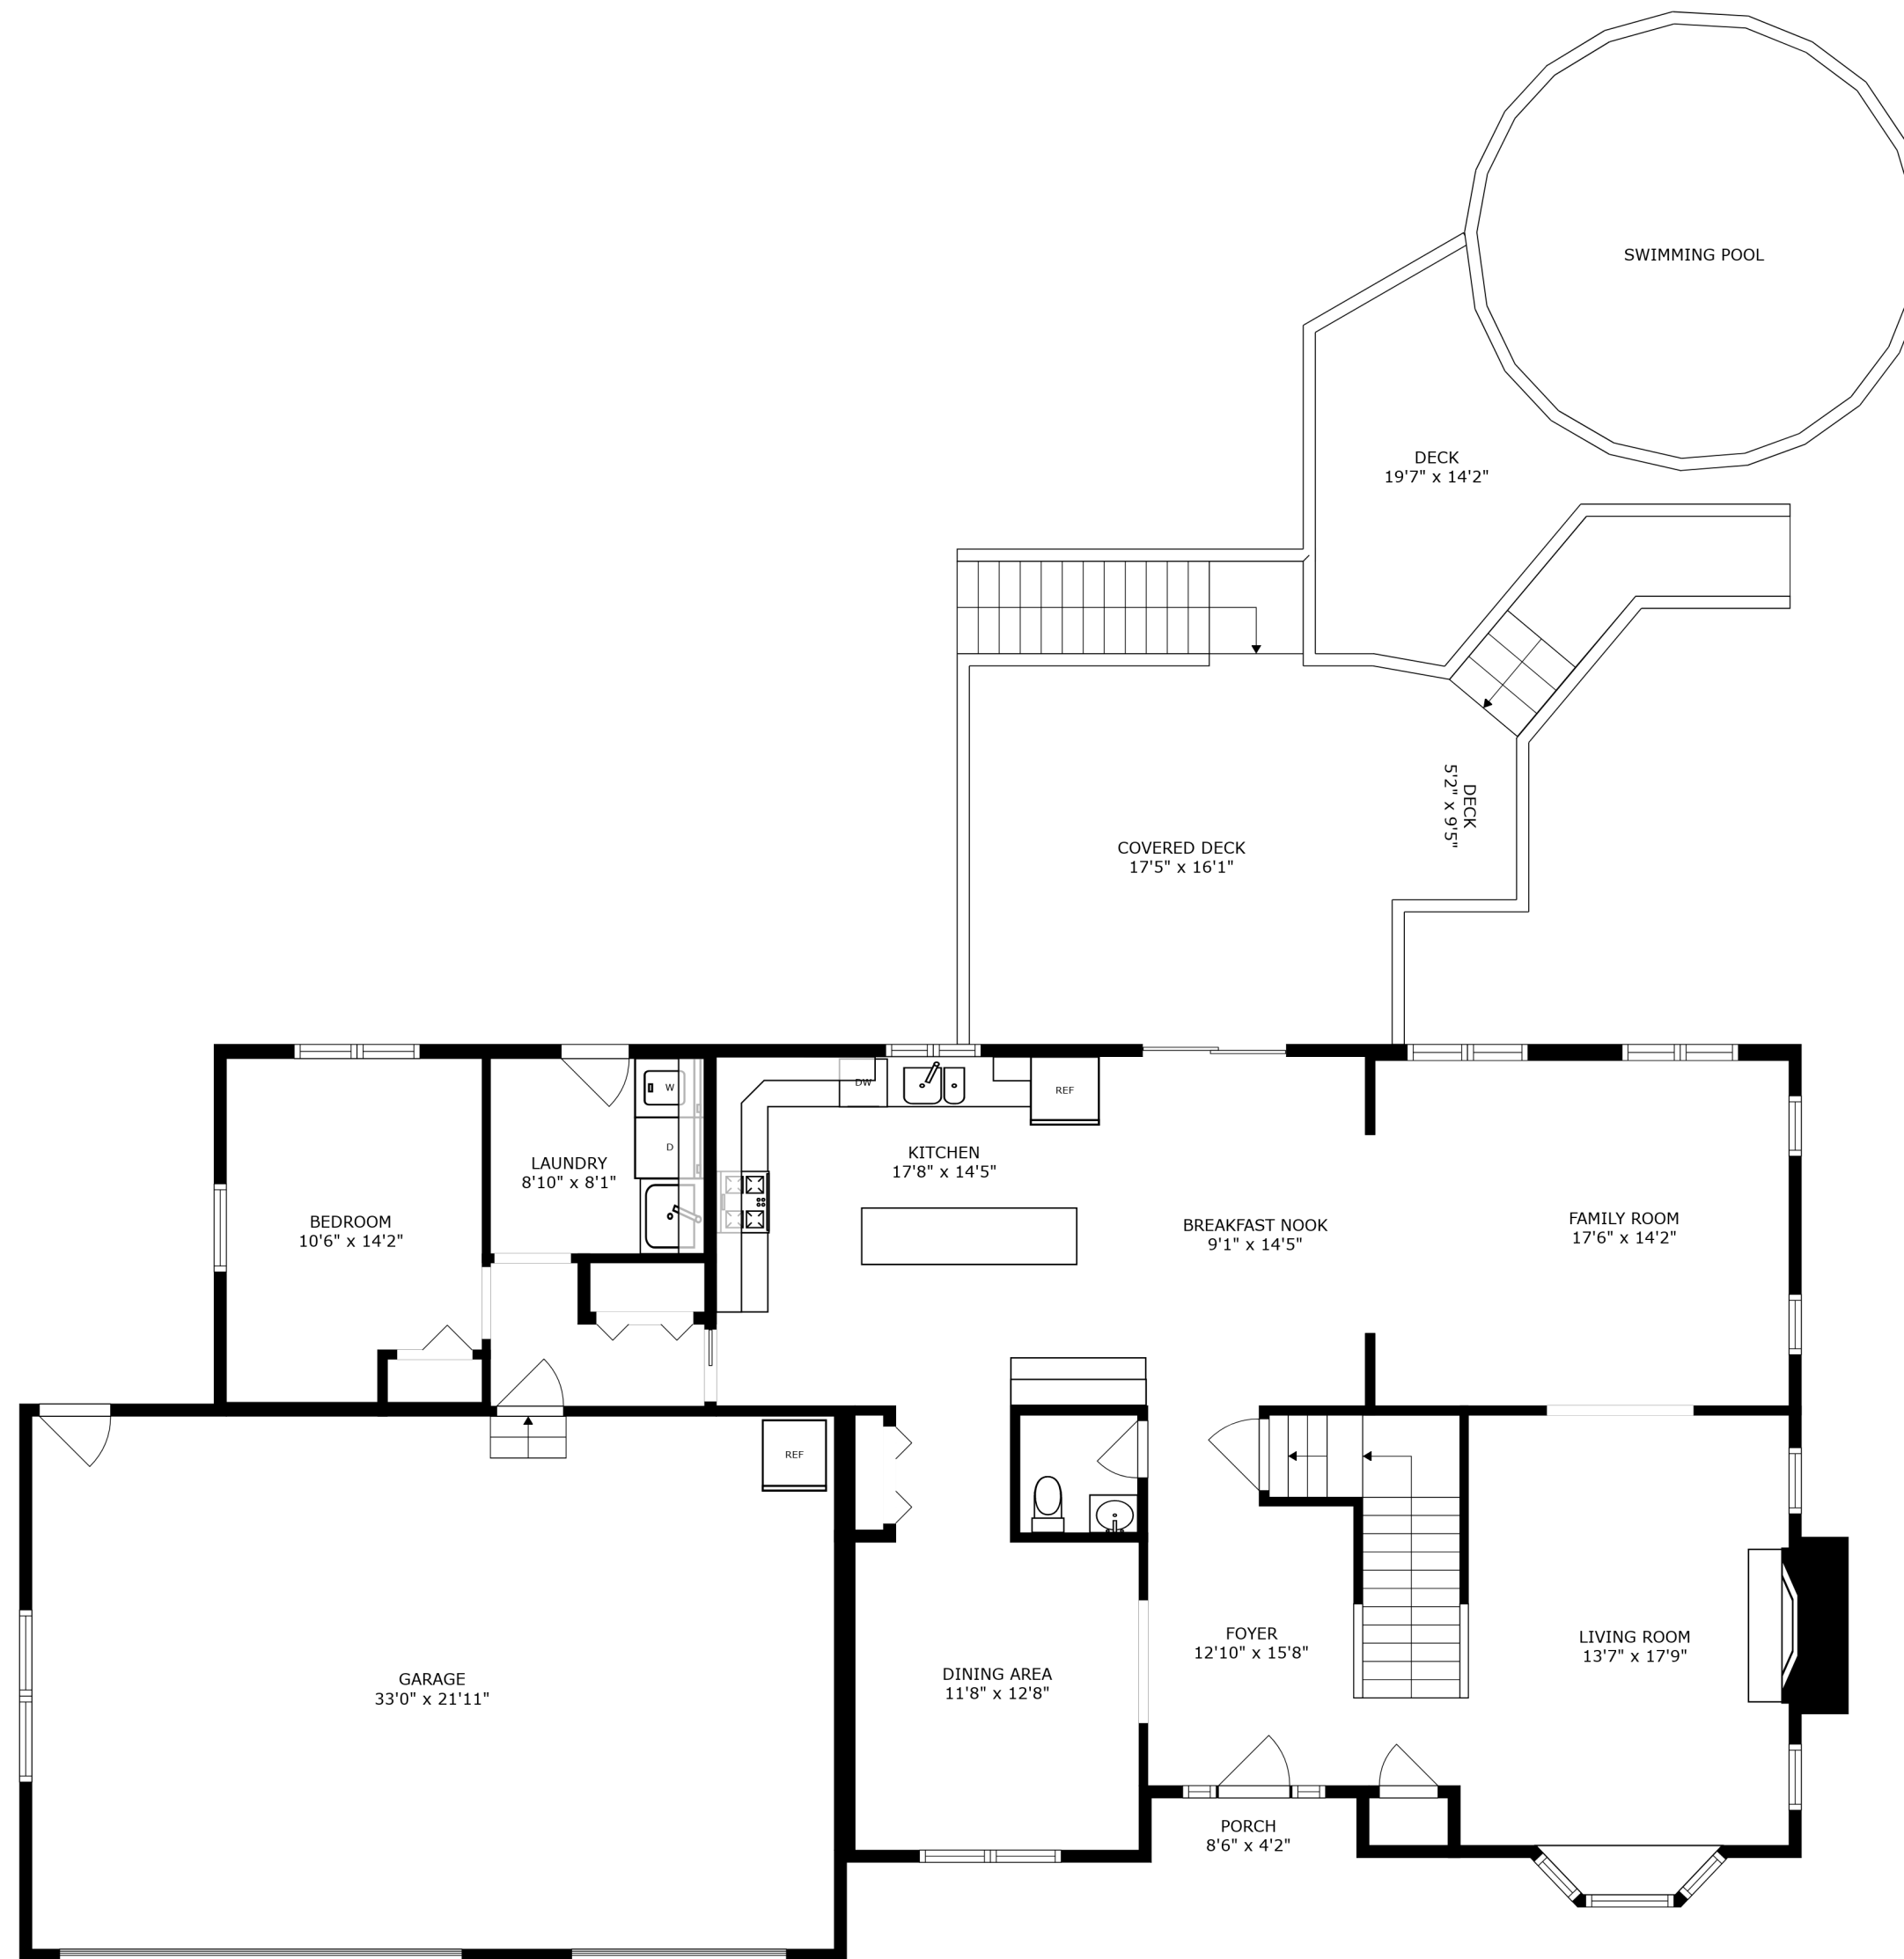 SWIMMING POOL
DECK
19'7" x 14'2"
DECK
5'2" x 9'5"
COVERED DECK
17'5" x 16'1"
W
D
DW
REF
LAUNDRY
8'10" x 8'1"
KITCHEN
17'8" x 14'5"
BEDROOM
10'6" x 14'2"
BREAKFAST NOOK
9'1" x 14'5"
FAMILY ROOM
17'6" x 14'2"
REF
GARAGE
33'0" x 21'11"
DINING AREA
11'8" x 12'8"
FOYER
12'10" x 15'8"
LIVING ROOM
13'7" x 17'9"
PORCH
8'6" x 4'2"